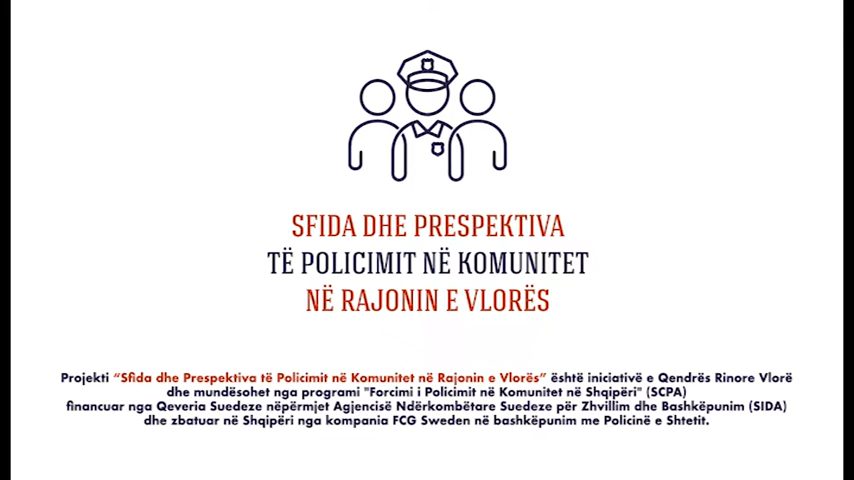 SFIDA DHE PRESPEKTIVA
TË POLICIMIT NË KOMUNITET
NË RAJONIN E VLORËS
Projekti “Sfida dhe Prespektiva të Policimit në Komunitet në Rajonin e Vlorës” është iniciativë e Qendrës Rinore Vlorë
dhe mundësohet nga programi "Forcimi i Policimit në Komunitet në Shqipëri" (SCPA)
financuar nga Qeveria Suedeze nëpërmjet Agjencisë Ndërkombëtare Suedeze për Zhvillim dhe Bashkëpunim (SIDA)
dhe zbatuar në Shqipëri nga kompania FCG Sweden në bashkëpunim me Policinë e Shtetit.